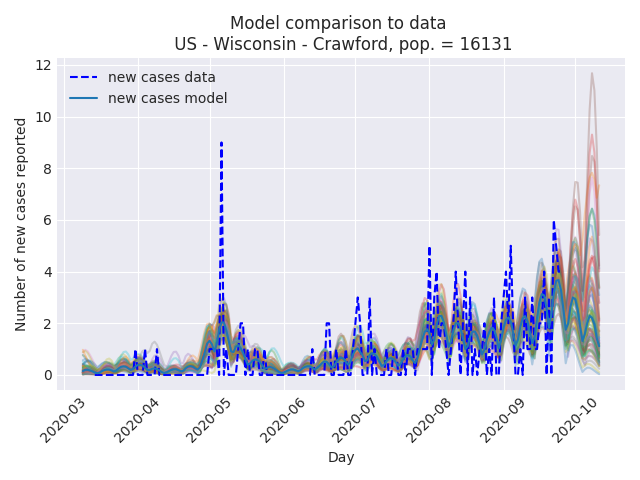 Model comparison to data
US - Wisconsin - Crawford, pop. = 16131
new cases data
new cases model
Number of new cases reported
12
10
8
6
4
2
0
2020-03
2020-04
2020-05
2020-06
2020-07
2020-08
2020-09
2020-10
Day